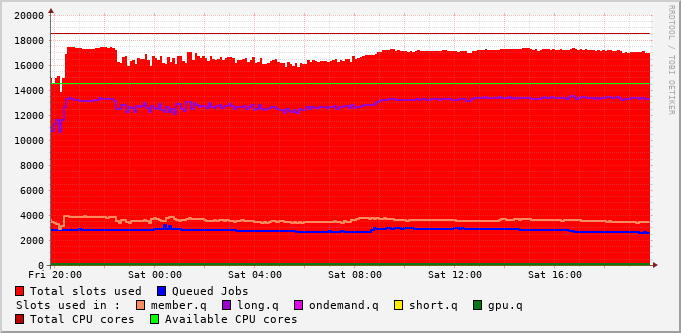 20000
18000
16000
14000
12000
10000
8000
6000
4000
2000
0
Fri 20:00 Sat 00:00 Sat 04:00 Sat 08:00 Sat 12:00 Sat 16:00
Total slots used Queued Jobs
Slots used in : member.q long.q ondemand.q short.q gpu.q
Total CPU cores Available CPU cores
RRDTOOL / TOBI OETIKER